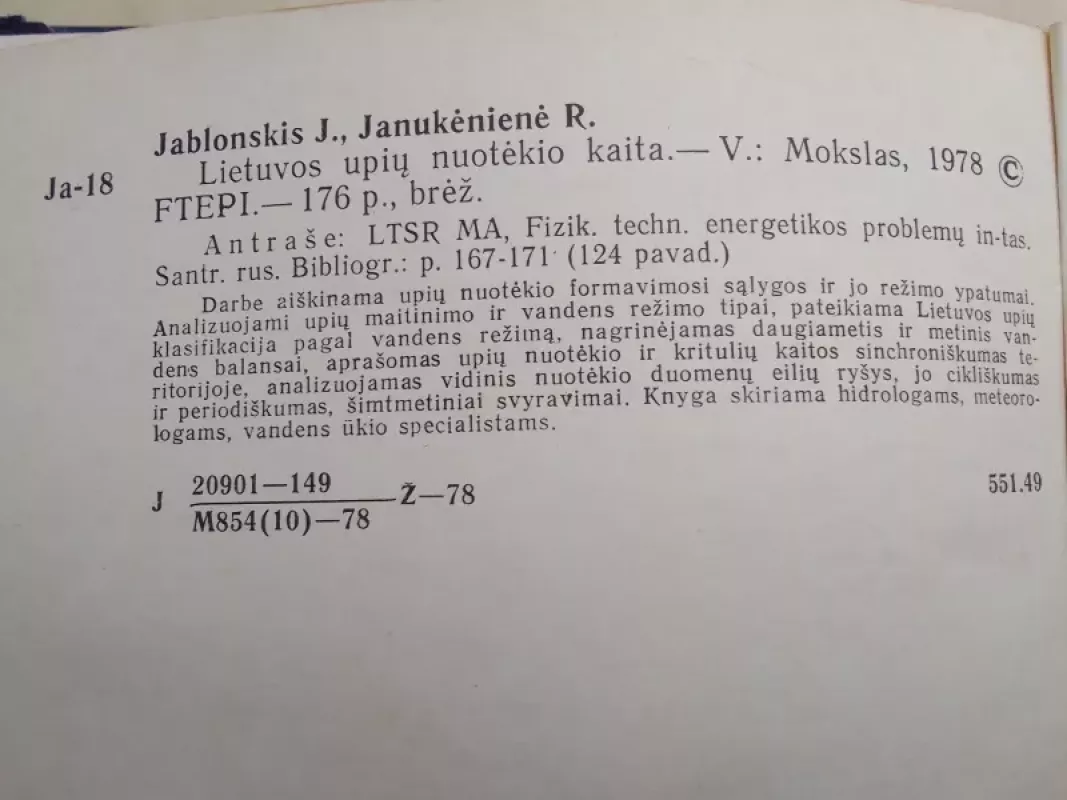 Jablonskis J., Janukėnienė R.
Ja-18 Lietuvos upių nuotėkio kaita.— V.: Mokslas, 1978 ©
FTEPI.— 176 p., brėž.
Antraše: LTSR MA, Fizik. techn. energetikos problemų in-tas.
Santr. rus. Bibliogr.: p. 167-171 (124 pavad.)
Darbe aiškinama upių nuotėkio formavimosi sąlygos ir jo režimo ypatumai.
Analizuojami upių maitinimo ir vandens režimo tipai, pateikiama Lietuvos upių
klasifikacija pagal vandens režimą, nagrinėjamas daugiametis ir metinis van-
dens balansai, aprašomas upių nuotėkio ir kritulių kaitos sinchroniškumas te-
ritorijoje, analizuojamas vidinis nuotėkio duomenų eilių ryšys, jo cikliškumas
ir periodiškumas, šimtmetiniai svyravimai. Knyga skiriama hidrologams, meteoro-
logams, vandens ūkio specialistams.
J 20901—149 Ž—78
M854(10)—78
551.49